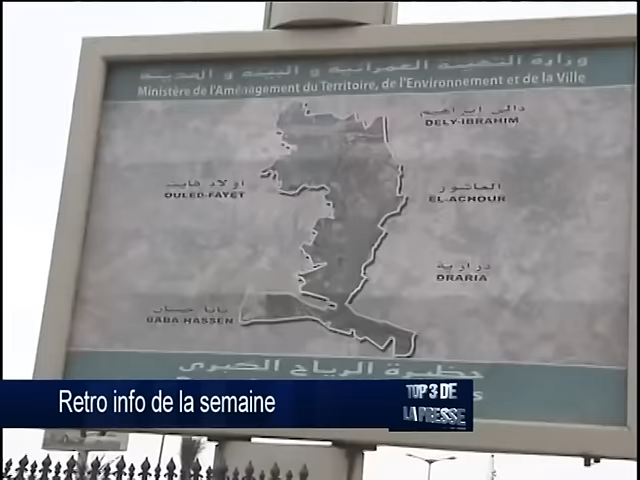 وزارة التهيئة العمرانية و البيئة و المدينة
Ministère de l'Aménagement du Territoire, de l'Environnement et de la Ville
دالي ابراهيم
DELY-IBRAHIM
اولاد فايت
OULED-FAYET
العاشور
EL-ACHOUR
درارية
DRARIA
بابا حسان
BABA-HASSEN
حظيرة الرياح الكبرى
Retro info de la semaine
TOP 3 DE
LA PRESSE